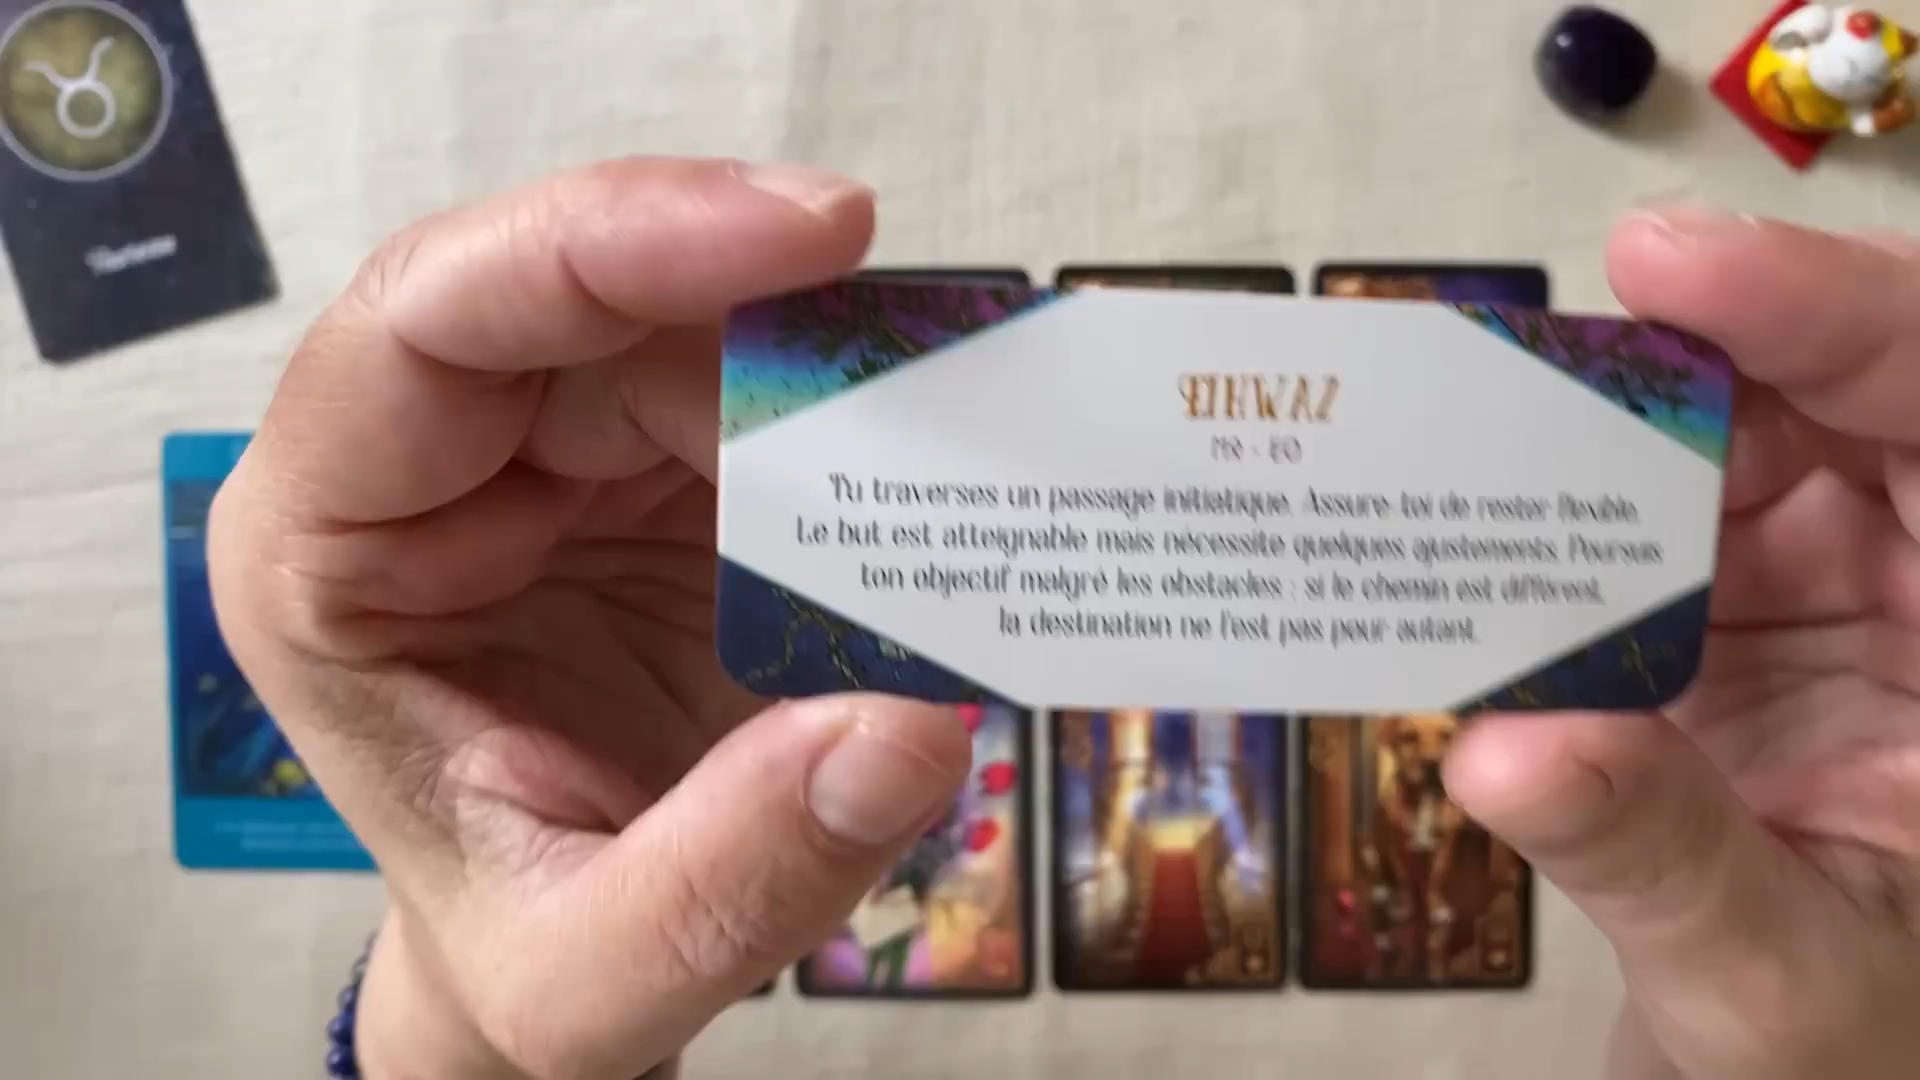 EIHWAZ
Tu traverses un passage initiatique. Assure-toi de rester flexible.
Le but est atteignable mais nécessite quelques ajustements. Poursuis
ton objectif malgré les obstacles : si le chemin est différent,
la destination ne l'est pas pour autant.